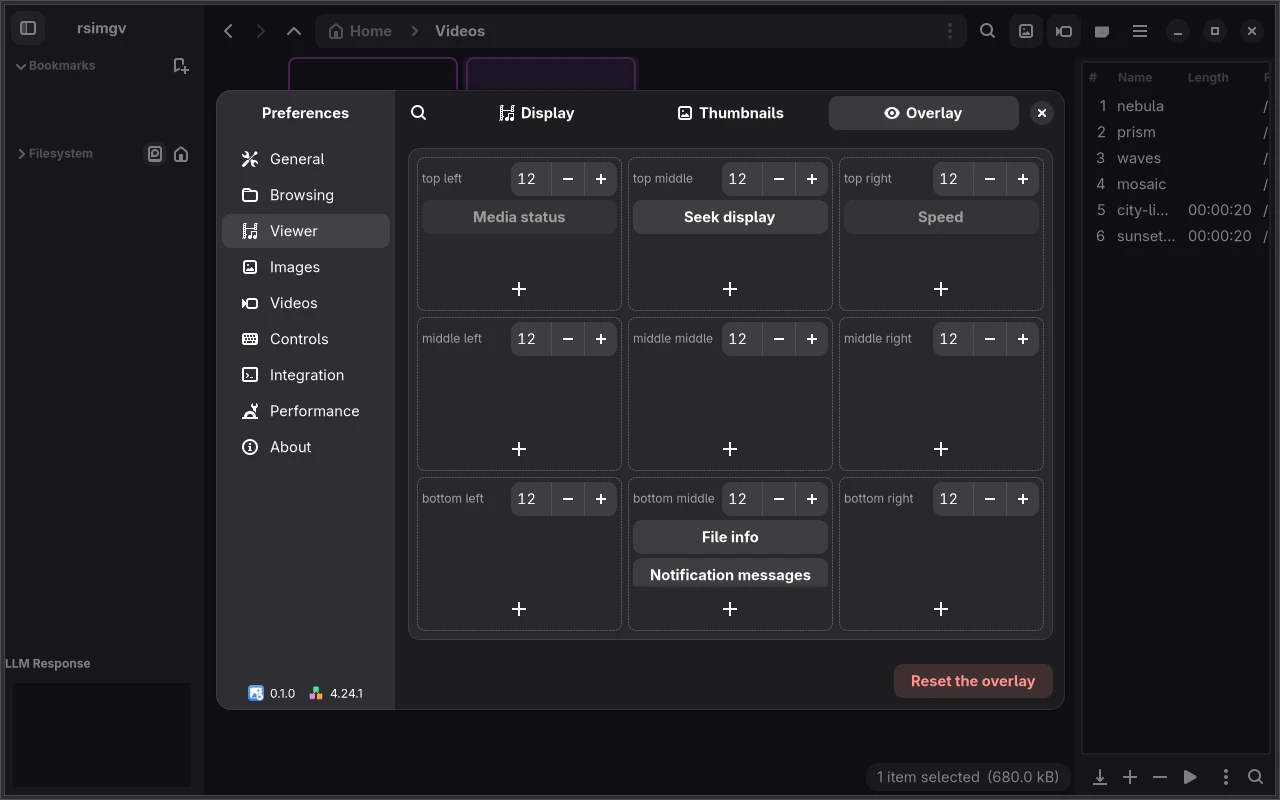 rsimgv
Home
Videos
Bookmarks
Filesystem
LLM Response
Preferences
General
Browsing
Viewer
Images
Videos
Controls
Integration
Performance
About
0.1.0
4.24.1
Display
Thumbnails
Overlay
top left 12
Media status
top middle 12
Seek display
top right 12
Speed
middle left 12
middle middle 12
middle right 12
bottom left 12
bottom middle 12
File info
Notification messages
bottom right 12
Reset the overlay
# Name Length
1 nebula /
2 prism /
3 waves /
4 mosaic /
5 city-li... 00:00:20 /
6 sunset... 00:00:20 /
1 item selected (680.0 kB)